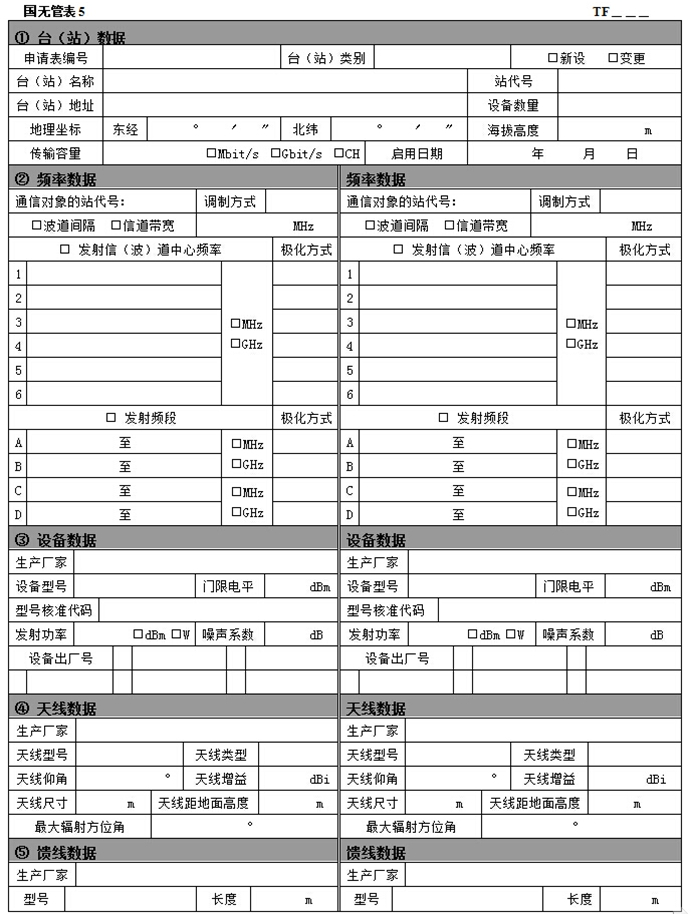 国无管表5 TF＿＿＿
① 台（站）数据
申请表编号 台（站）类别 □新设 □变更
台（站）名称 站代号
台（站）地址 设备数量
地理坐标 东经 ° ′ ″ 北纬 ° ′ ″ 海拔高度 m
传输容量 □Mbit/s □Gbit/s □CH 启用日期 年 月 日
② 频率数据 频率数据
通信对象的站代号: 调制方式 通信对象的站代号: 调制方式
□波道间隔 □信道带宽 MHz □波道间隔 □信道带宽 MHz
□ 发射信（波）道中心频率 极化方式 □ 发射信（波）道中心频率 极化方式
1 1
2 2
3 □MHz 3 □MHz
4 □GHz 4 □GHz
5 5
6 6
□ 发射频段 极化方式 □ 发射频段 极化方式
A 至 □MHz A 至 □MHz
B 至 □GHz B 至 □GHz
C 至 □MHz C 至 □MHz
D 至 □GHz D 至 □GHz
③ 设备数据 设备数据
生产厂家 生产厂家
设备型号 门限电平 dBm 设备型号 门限电平 dBm
型号核准代码 型号核准代码
发射功率 □dBm □W 噪声系数 dB 发射功率 □dBm □W 噪声系数 dB
设备出厂号 设备出厂号
④ 天线数据 天线数据
生产厂家 生产厂家
天线型号 天线类型 天线型号 天线类型
天线仰角 ° 天线增益 dBi 天线仰角 ° 天线增益 dBi
天线尺寸 m 天线距地面高度 m 天线尺寸 m 天线距地面高度 m
最大辐射方位角 ° 最大辐射方位角 °
⑤ 馈线数据 馈线数据
生产厂家 生产厂家
型号 长度 m 型号 长度 m